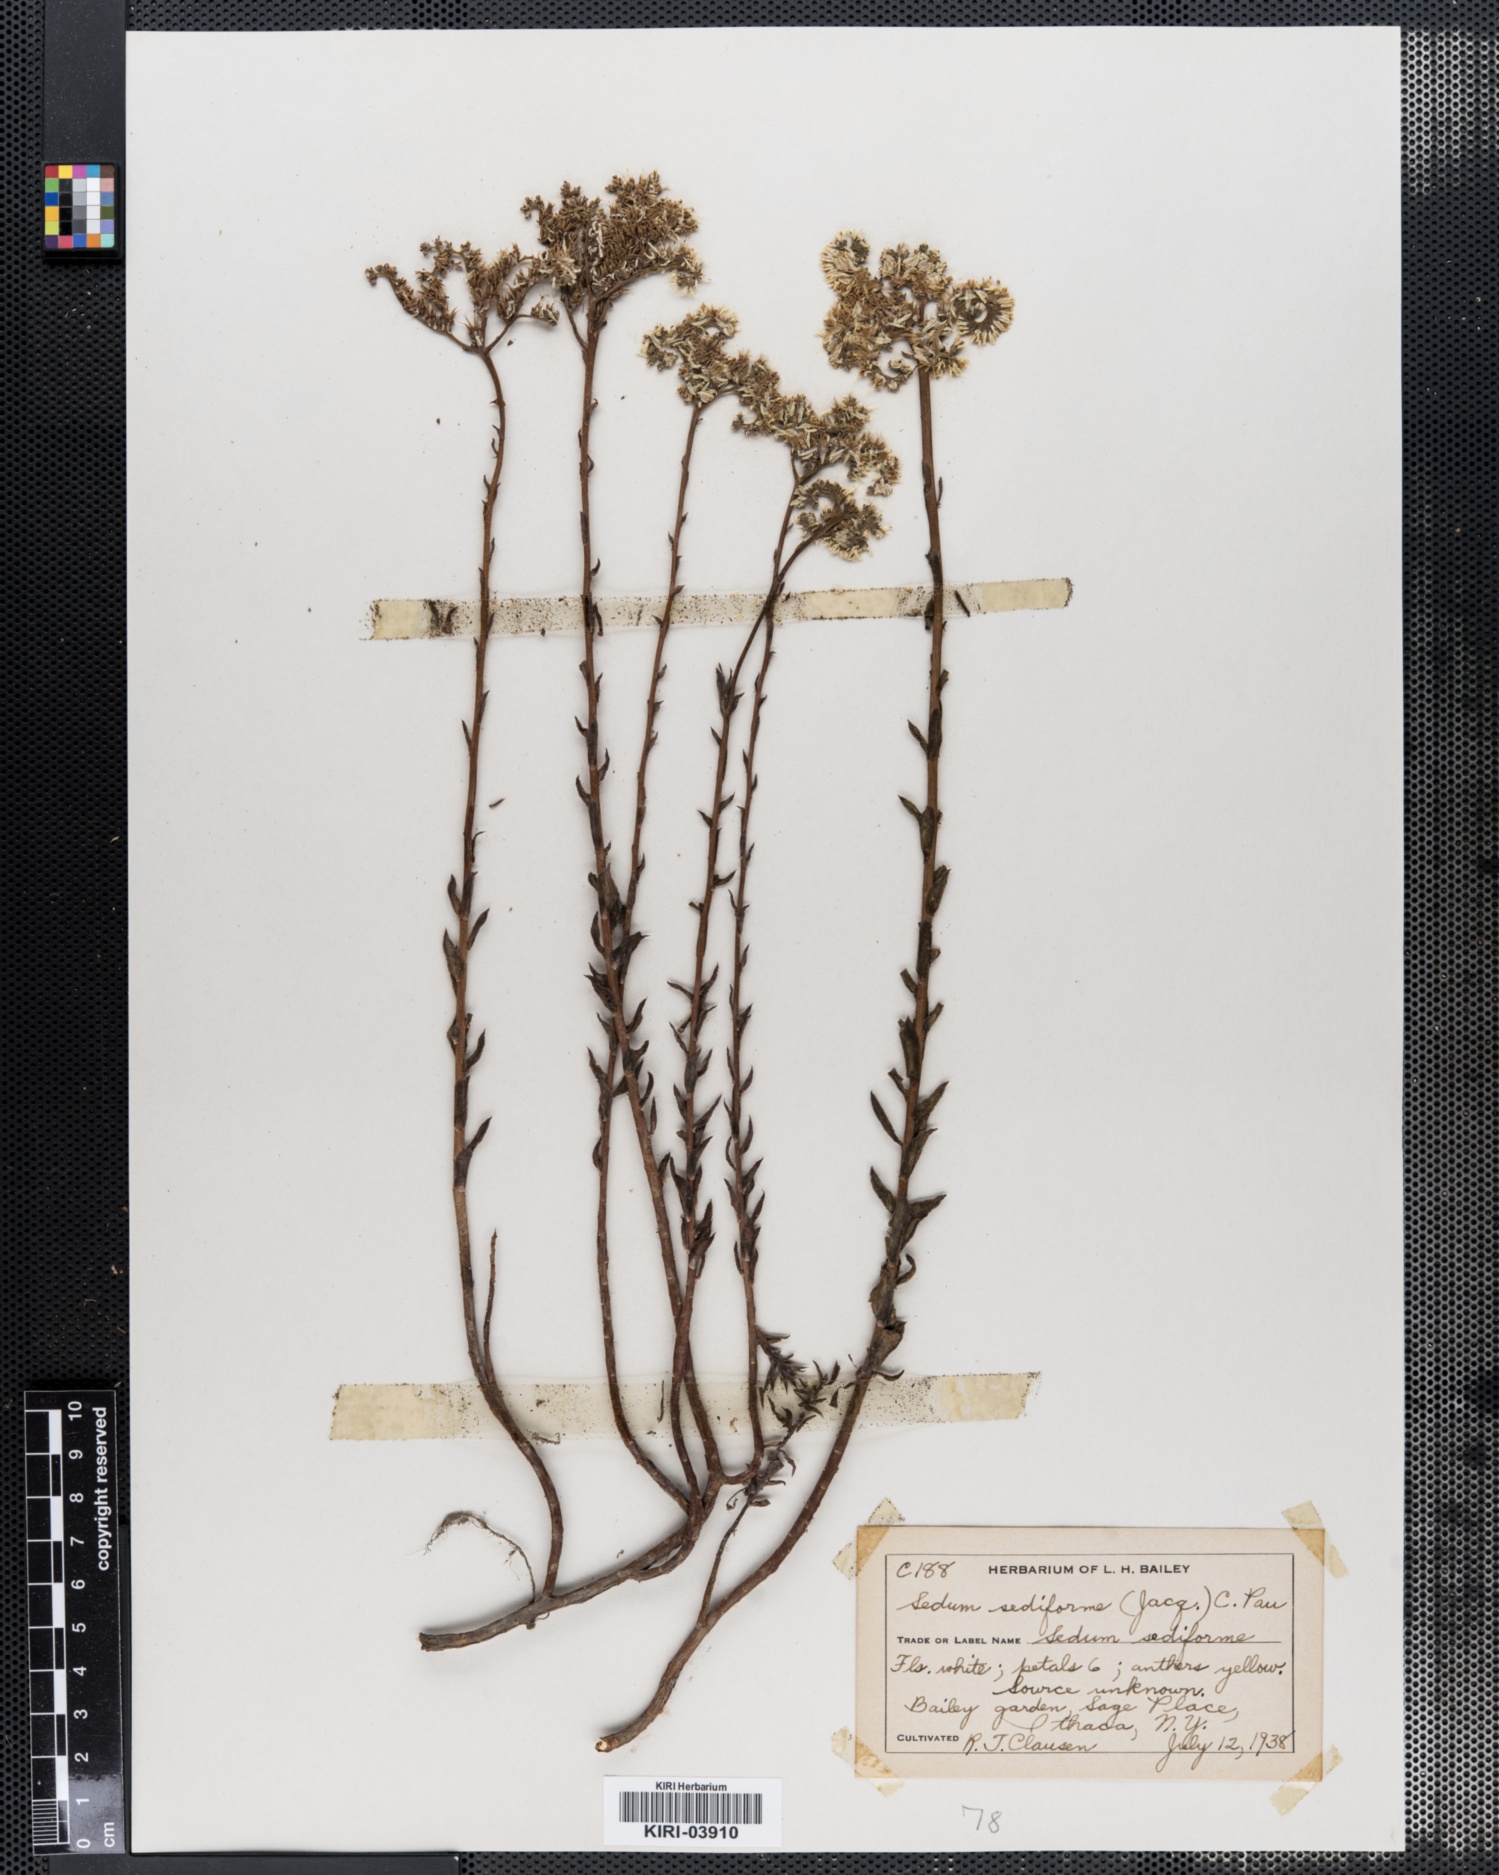 10
9
8
7
6
5
4
3
2
1
0
cm
copyright reserved
C188 HERBARIUM OF L. H. BAILEY
Sedum sediforme (Jacq.) C. Pau
TRADE OR LABEL NAME Sedum sediforme
Fls. white; petals 6; anthers yellow.
Source unknown.
Bailey garden, Sage Place,
Ithaca, N.Y.
CULTIVATED R. T. Clausen July 12, 1938
KIRI Herbarium
KIRI-03910
78